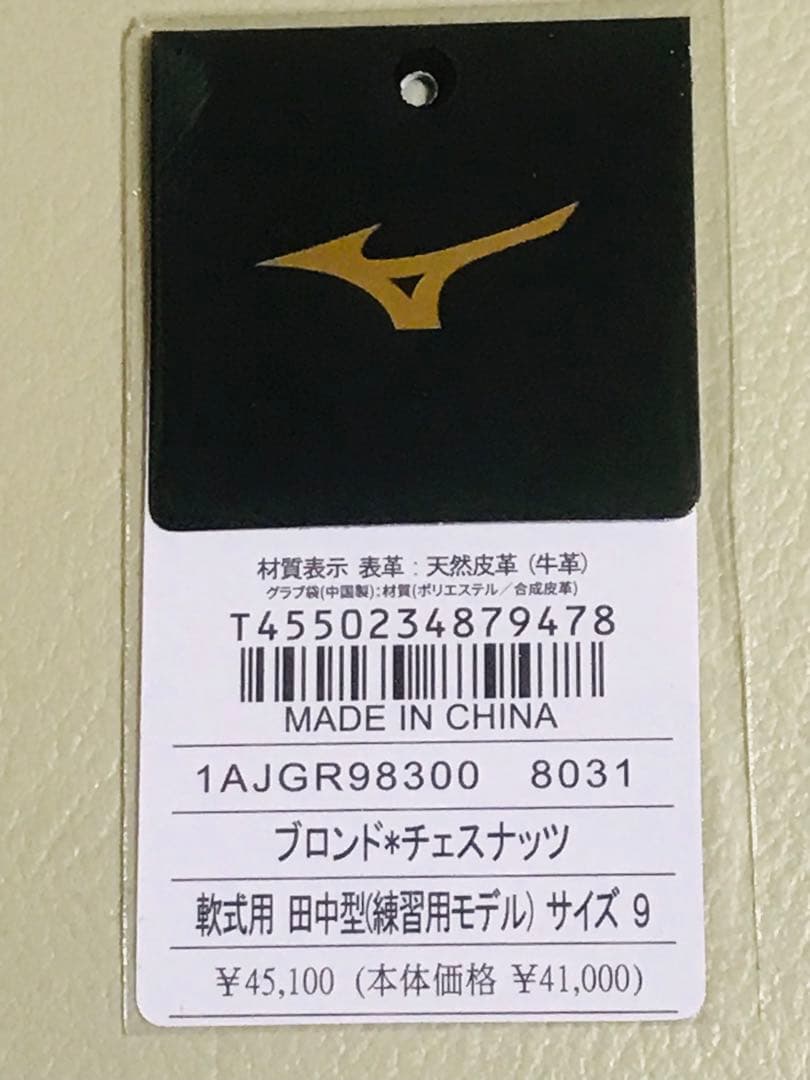 材質表示 表革：天然皮革（牛革）
グラブ袋(中国製):材質(ポリエステル／合成皮革)
T4550234879478
MADE IN CHINA
1AJGR98300 8031
ブロンド*チェスナッツ
軟式用 田中型(練習用モデル) サイズ 9
￥45,100 (本体価格 ￥41,000)